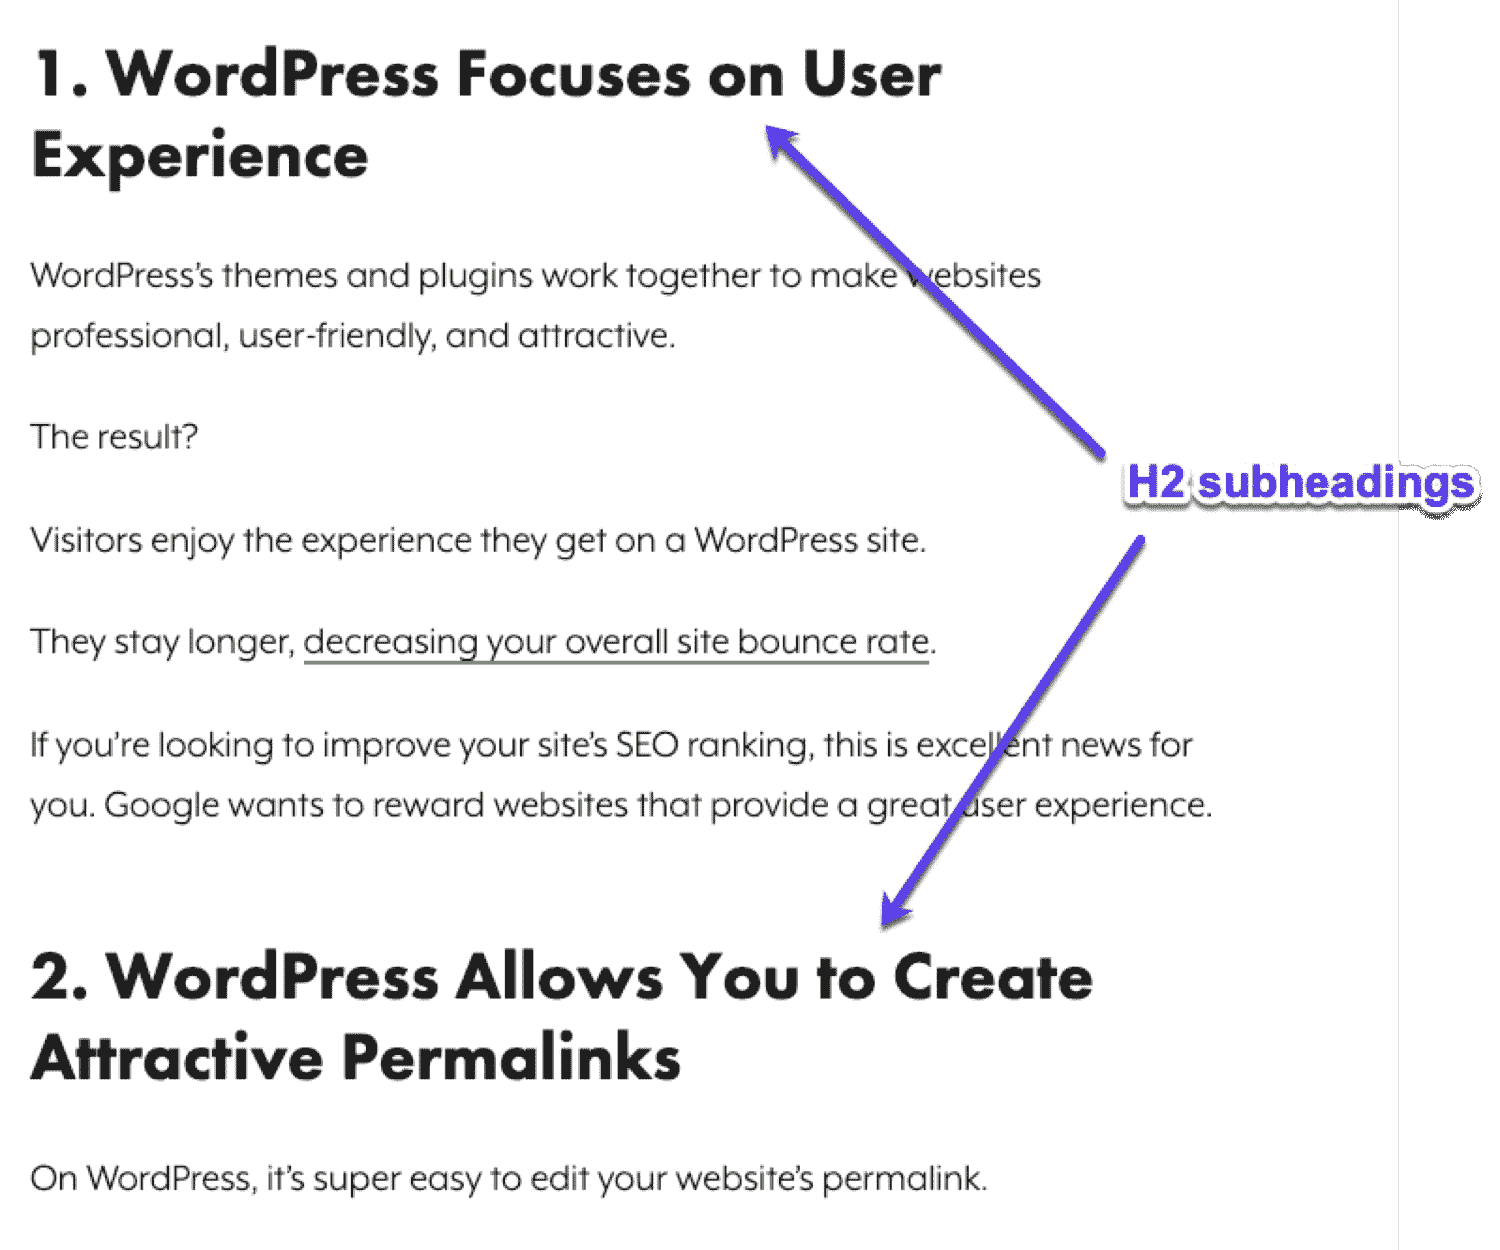 1. WordPress Focuses on User
Experience
WordPress’s themes and plugins work together to make websites
professional, user-friendly, and attractive.
The result?
H2 subheadings
Visitors enjoy the experience they get on a WordPress site.
They stay longer, decreasing your overall site bounce rate.
If you’re looking to improve your site’s SEO ranking, this is excellent news for
you. Google wants to reward websites that provide a great user experience.
2. WordPress Allows You to Create
Attractive Permalinks
On WordPress, it’s super easy to edit your website’s permalink.